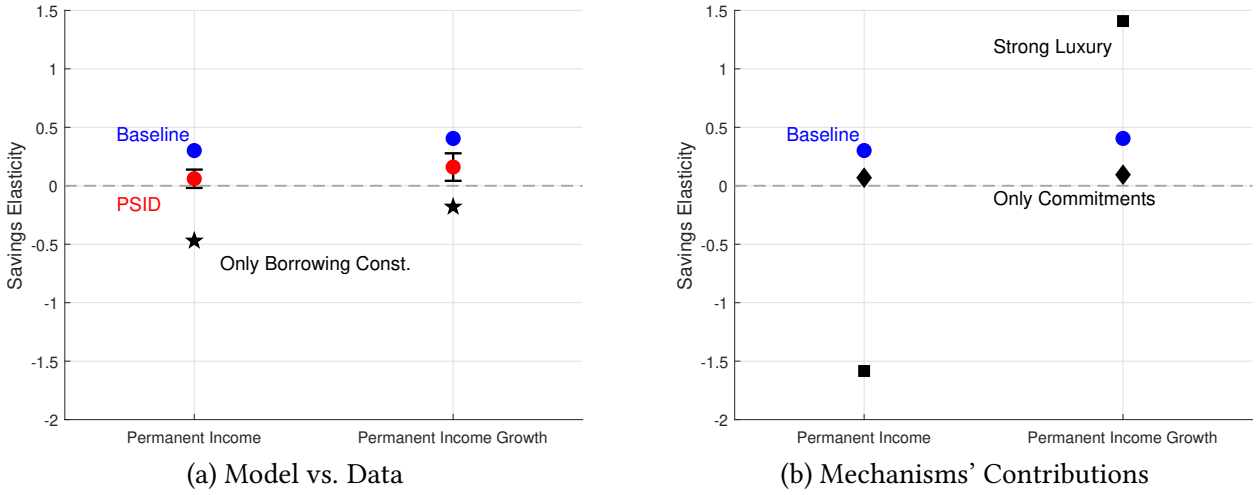 1.5
1
0.5
0
-0.5
-1
-1.5
-2
Savings Elasticity
Baseline
PSID
Only Borrowing Const.
Permanent Income
Permanent Income Growth
(a) Model vs. Data
1.5
1
0.5
0
-0.5
-1
-1.5
-2
Savings Elasticity
Strong Luxury
Baseline
Only Commitments
Permanent Income
Permanent Income Growth
(b) Mechanisms’ Contributions